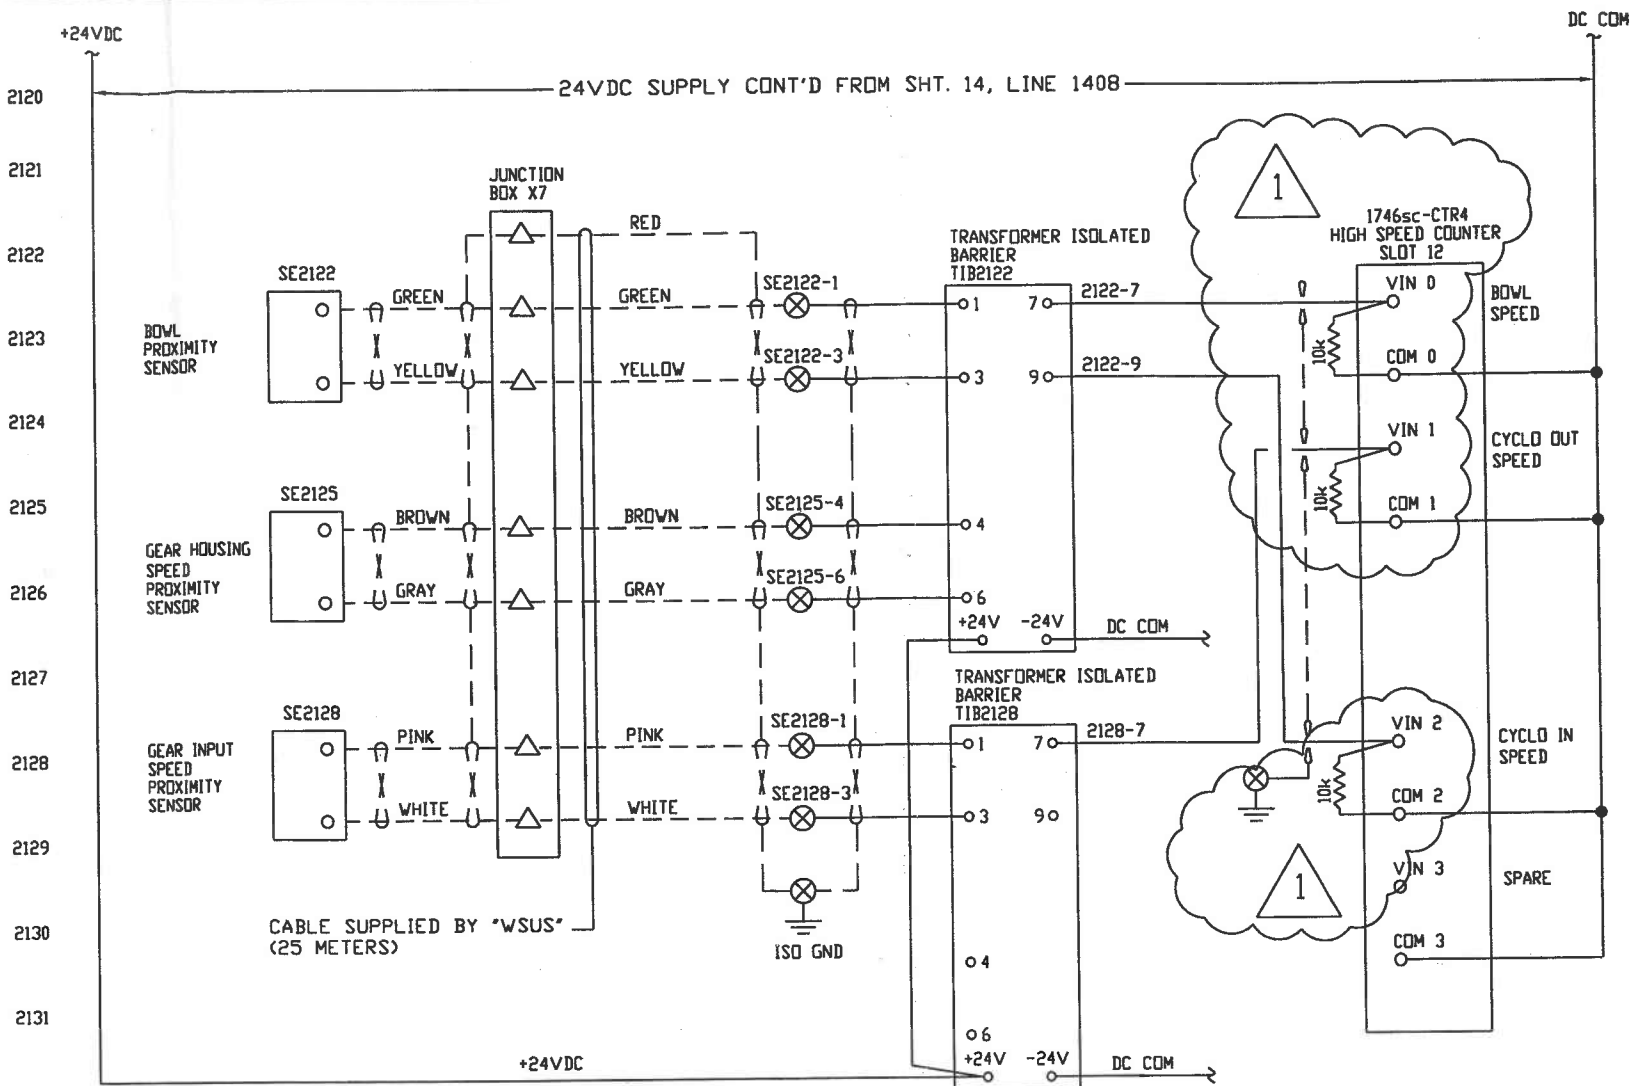 +24VDC
DC COM
24VDC SUPPLY CONT'D FROM SHT. 14, LINE 1408
2120
2121
2122
2123
2124
2125
2126
2127
2128
2129
2130
2131
JUNCTION
BOX X7
RED
SE2122
BOWL
PROXIMITY
SENSOR
GREEN
GREEN
YELLOW
YELLOW
SE2122-1
SE2122-3
SE2125
GEAR HOUSING
SPEED
PROXIMITY
SENSOR
BROWN
BROWN
GRAY
GRAY
SE2125-4
SE2125-6
SE2128
GEAR INPUT
SPEED
PROXIMITY
SENSOR
PINK
PINK
WHITE
WHITE
SE2128-1
SE2128-3
CABLE SUPPLIED BY "WSUS"
(25 METERS)
ISO GND
TRANSFORMER ISOLATED
BARRIER
TIB2122
1
7
2122-7
3
9
2122-9
4
6
+24V
-24V
DC COM
TRANSFORMER ISOLATED
BARRIER
TIB2128
1
7
2128-7
3
9
4
6
+24V
-24V
DC COM
+24VDC
1
1746sc-CTR4
HIGH SPEED COUNTER
SLOT 12
VIN 0
BOWL
SPEED
10k
COM 0
VIN 1
CYCLO OUT
SPEED
10k
COM 1
VIN 2
CYCLO IN
SPEED
10k
COM 2
1
VIN 3
SPARE
COM 3